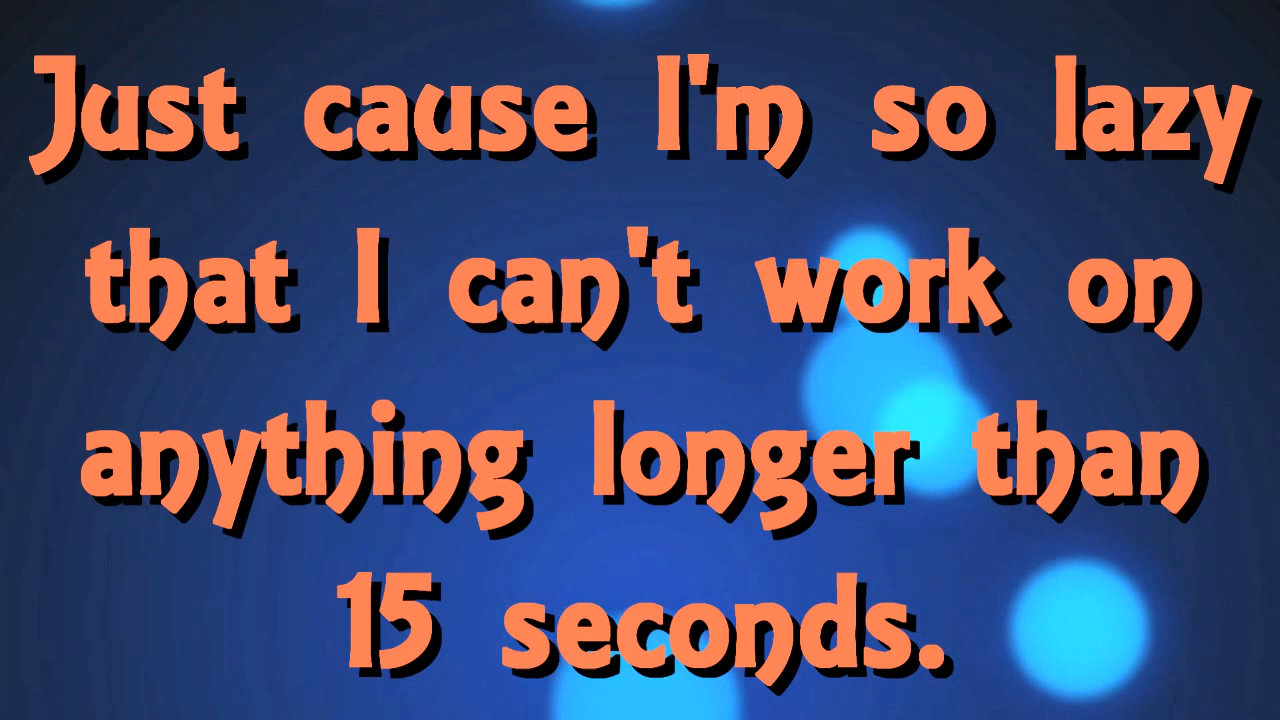 Just cause I'm so lazy
that I can't work on
anything longer than
15 seconds.